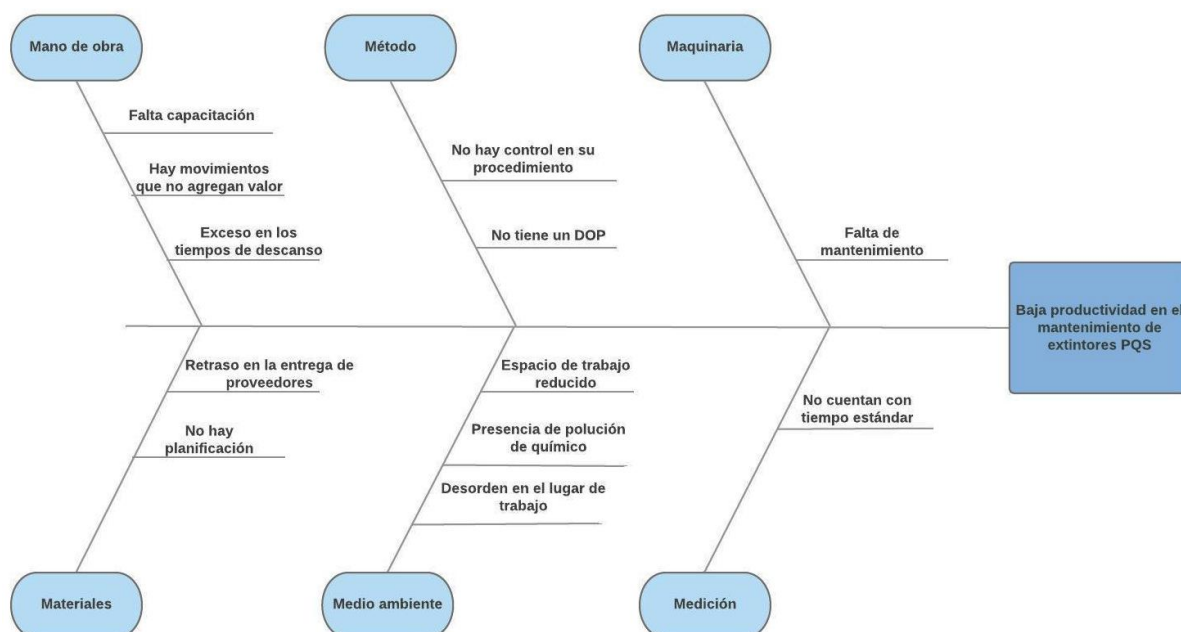 Mano de obra
Método
Maquinaria
Falta capacitación
Hay movimientos
que no agregan valor
Exceso en los
tiempos de descanso
No hay control en su
procedimiento
No tiene un DOP
Falta de
mantenimiento
Baja productividad en el
mantenimiento de
extintores PQS
Retraso en la entrega de
proveedores
No hay
planificación
Espacio de trabajo
reducido
Presencia de polución
de químico
Desorden en el lugar de
trabajo
No cuentan con
tiempo estándar
Materiales
Medio ambiente
Medición